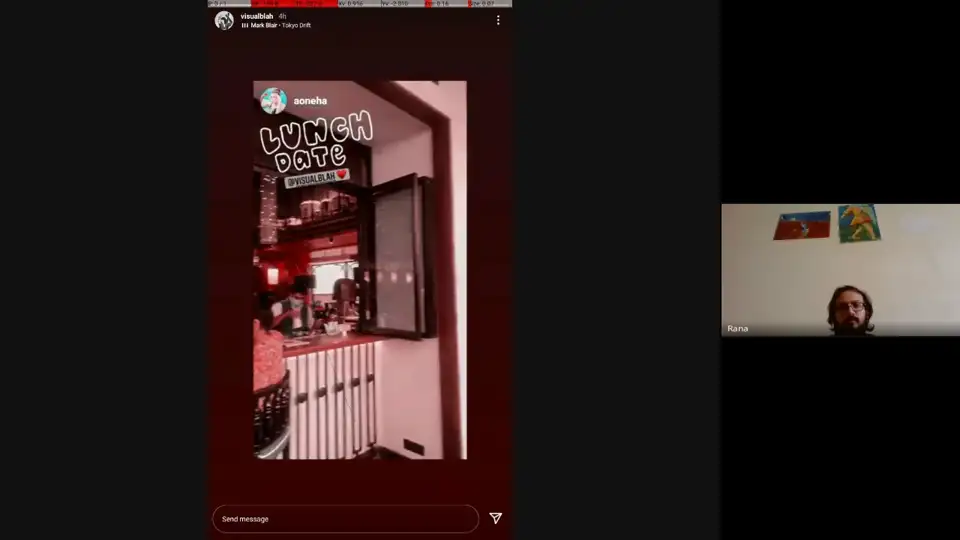 visualblah 4h
Mark Blair • Tokyo Drift
aoneha
LUNCH
DATE
@VISUALBLAH
Send message
Rana